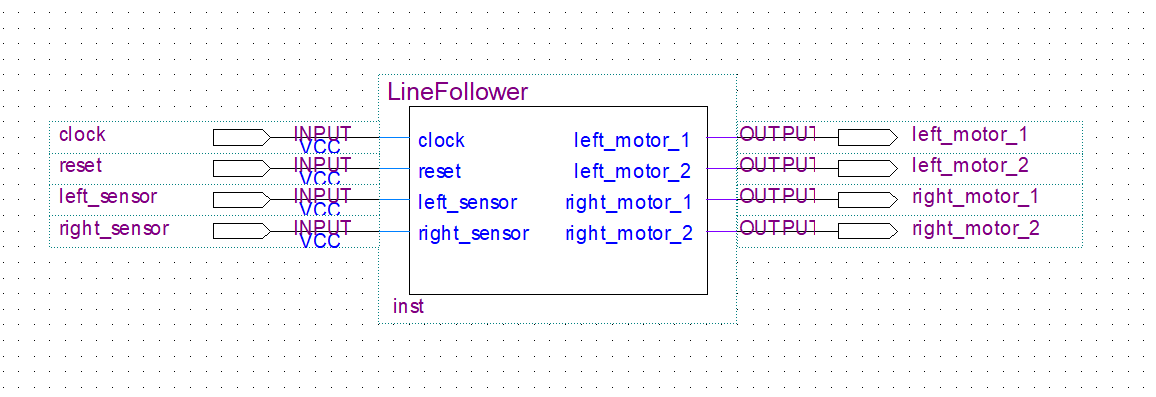 LineFollower
clock INPUT VCC clock left_motor_1 OUTPUT left_motor_1
reset INPUT VCC reset left_motor_2 OUTPUT left_motor_2
left_sensor INPUT VCC left_sensor right_motor_1 OUTPUT right_motor_1
right_sensor INPUT VCC right_sensor right_motor_2 OUTPUT right_motor_2
inst